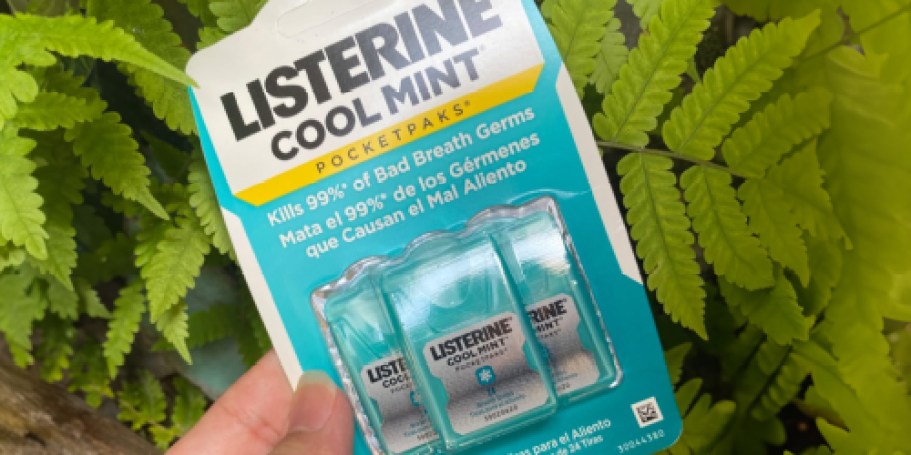 LISTERINE®
COOL MINT®
POCKETPAKS®
Kills 99%* of Bad Breath Germs
Mata el 99%* de los Gérmenes
que Causan el Mal Aliento
LISTERINE
COOL MINT
POCKETPAKS
LISTERINE
COOL MINT
POCKETPAKS
para el Aliento
de 24 Tiras
30044380